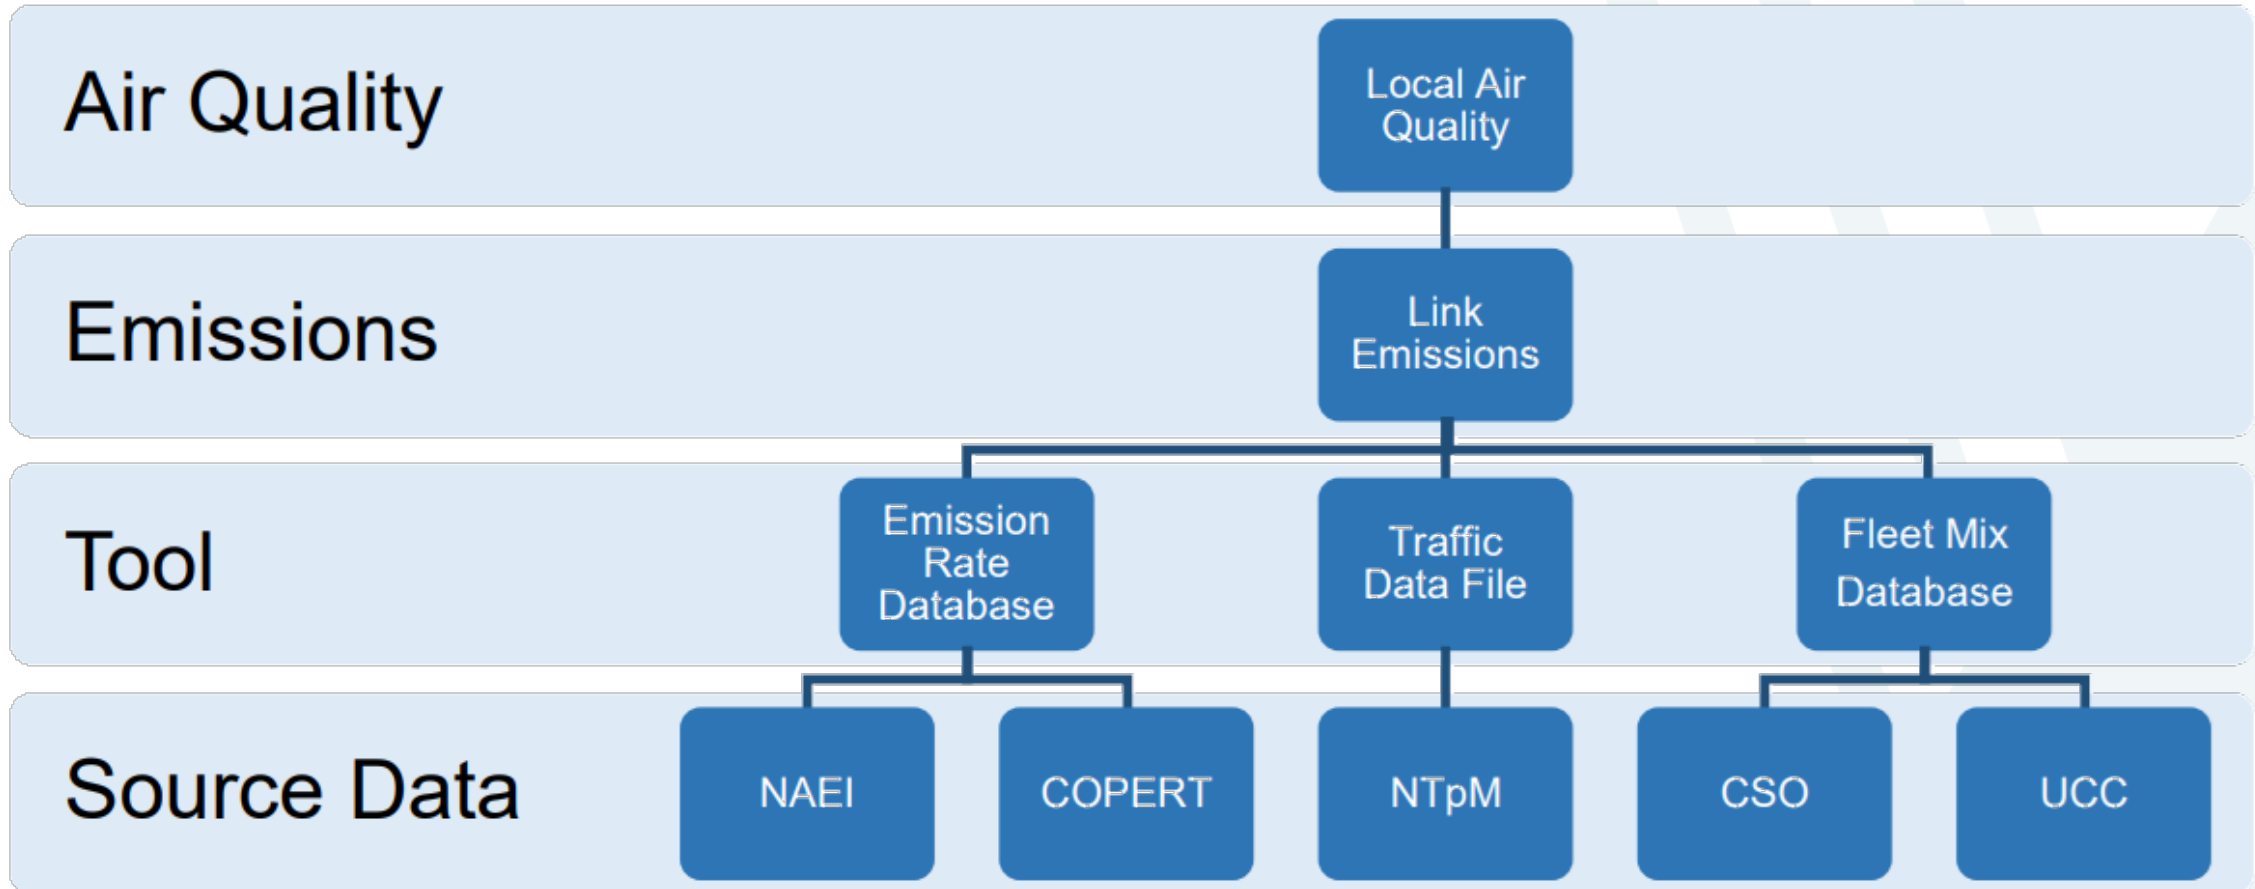 Air Quality
Local Air
Quality
Emissions
Link
Emissions
Tool
Emission
Rate
Database
Traffic
Data File
Fleet Mix
Database
Source Data
NAEI
COPERT
NTpM
CSO
UCC